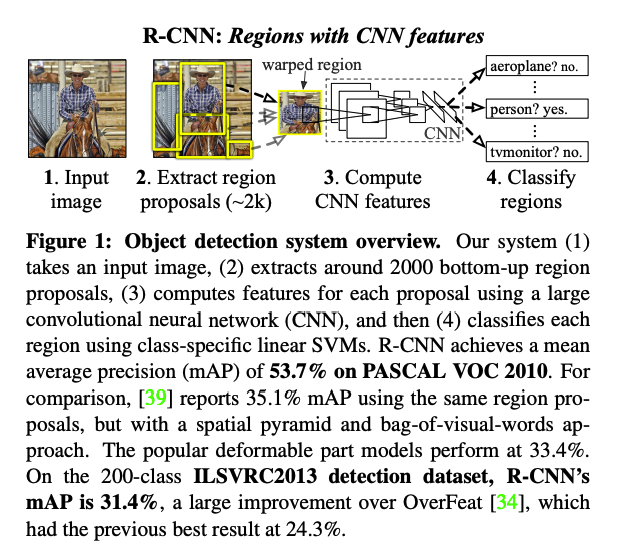 R-CNN: Regions with CNN features
warped region
aeroplane? no.
⋮
person? yes.
CNN
⋮
tvmonitor? no.
1. Input
image
2. Extract region
proposals (~2k)
3. Compute
CNN features
4. Classify
regions
Figure 1: Object detection system overview. Our system (1)
takes an input image, (2) extracts around 2000 bottom-up region
proposals, (3) computes features for each proposal using a large
convolutional neural network (CNN), and then (4) classifies each
region using class-specific linear SVMs. R-CNN achieves a mean
average precision (mAP) of 53.7% on PASCAL VOC 2010. For
comparison, [39] reports 35.1% mAP using the same region pro-
posals, but with a spatial pyramid and bag-of-visual-words ap-
proach. The popular deformable part models perform at 33.4%.
On the 200-class ILSVRC2013 detection dataset, R-CNN's
mAP is 31.4%, a large improvement over OverFeat [34], which
had the previous best result at 24.3%.